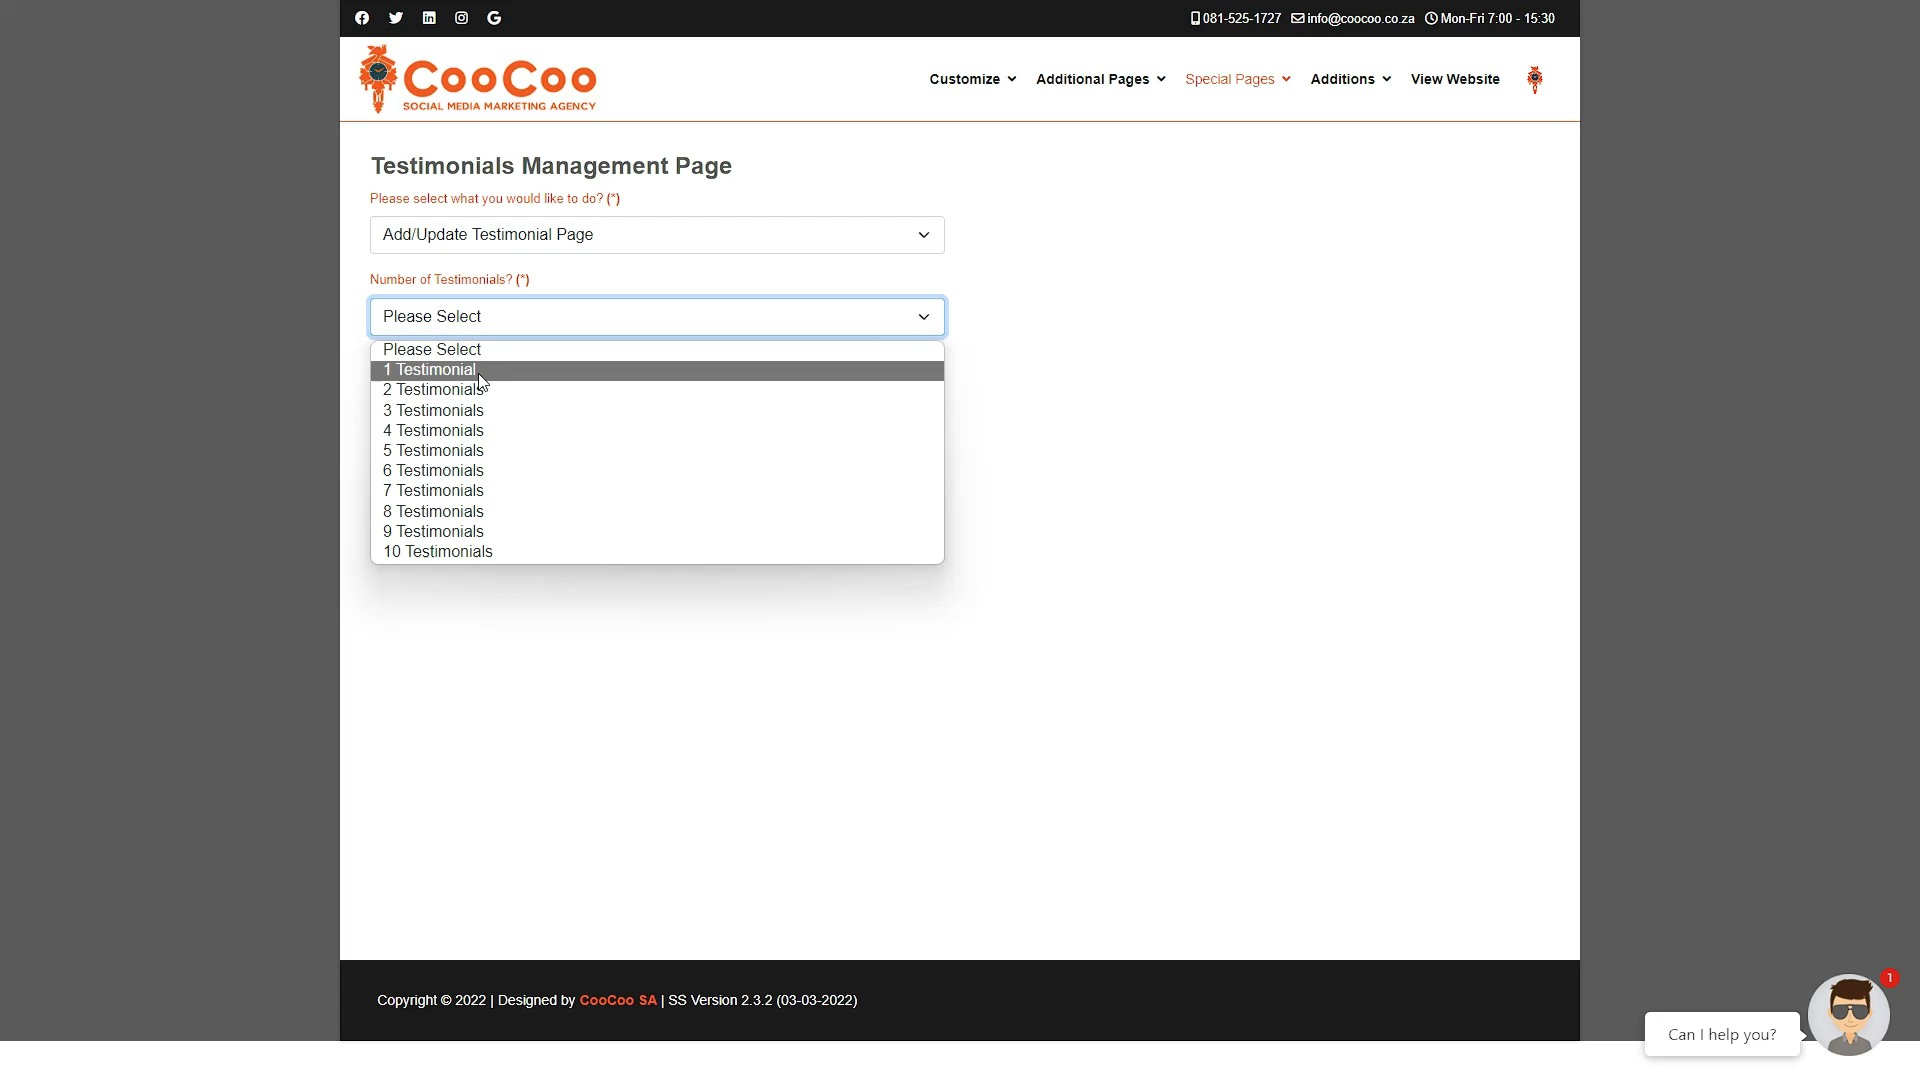 081-525-1727 info@coocoo.co.za Mon-Fri 7:00 - 15:30
CooCoo
SOCIAL MEDIA MARKETING AGENCY
Customize Additional Pages Special Pages Additions View Website
Testimonials Management Page
Please select what you would like to do? (*)
Add/Update Testimonial Page
Number of Testimonials? (*)
Please Select
Please Select
1 Testimonial
2 Testimonials
3 Testimonials
4 Testimonials
5 Testimonials
6 Testimonials
7 Testimonials
8 Testimonials
9 Testimonials
10 Testimonials
Copyright © 2022 | Designed by CooCoo SA | SS Version 2.3.2 (03-03-2022)
1
Can I help you?